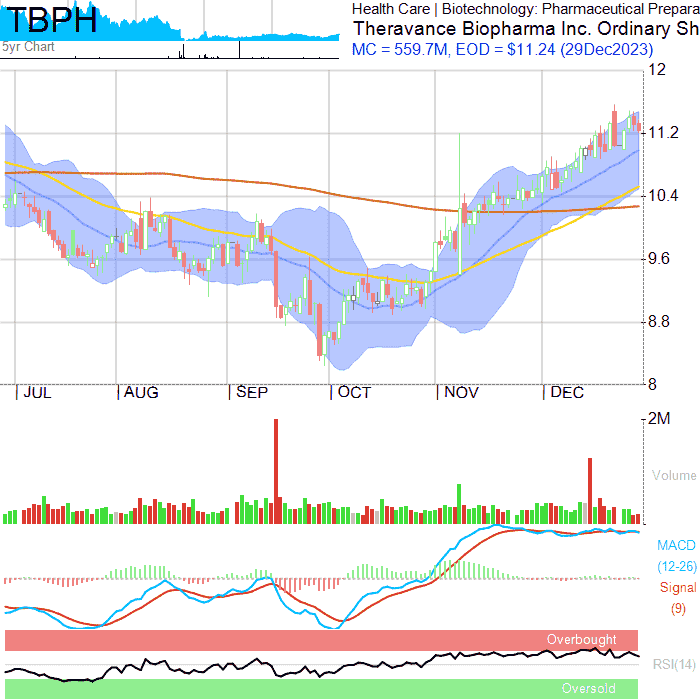 TBPH
5yr Chart
Health Care | Biotechnology: Pharmaceutical Prepara
Theravance Biopharma Inc. Ordinary Sh
MC = 559.7M, EOD = $11.24 (29Dec2023)
12
11.2
10.4
9.6
8.8
8
JUL AUG SEP OCT NOV DEC
2M
Volume
MACD
(12-26)
Signal
(9)
Overbought
RSI(14)
Oversold